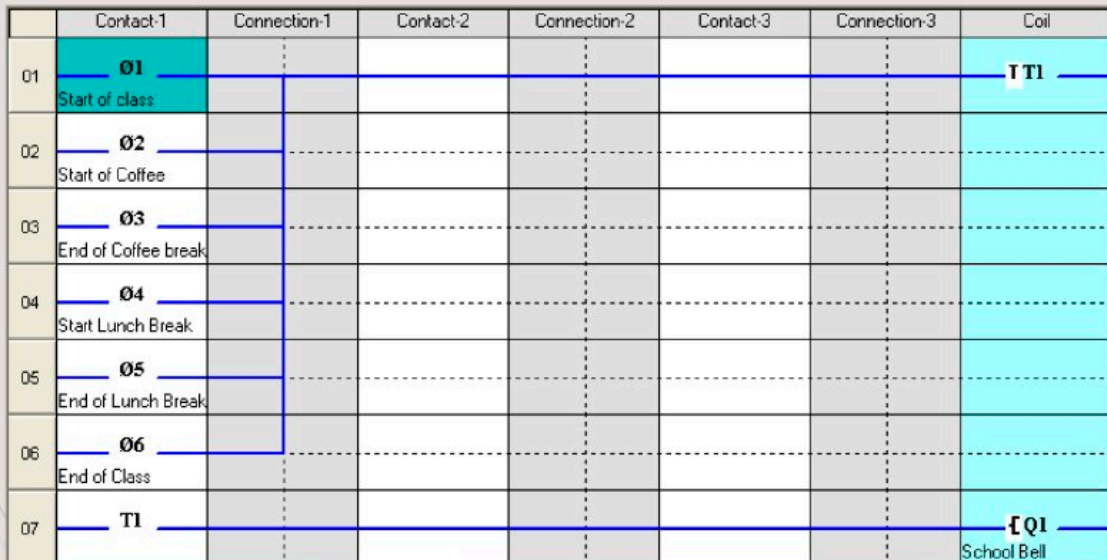 Contact-1 Connection-1 Contact-2 Connection-2 Contact-3 Connection-3 Coil
01 Ø1 T T1
Start of class
02 Ø2
Start of Coffee
03 Ø3
End of Coffee break
04 Ø4
Start Lunch Break
05 Ø5
End of Lunch Break
06 Ø6
End of Class
07 T1 [Q1
School Bell